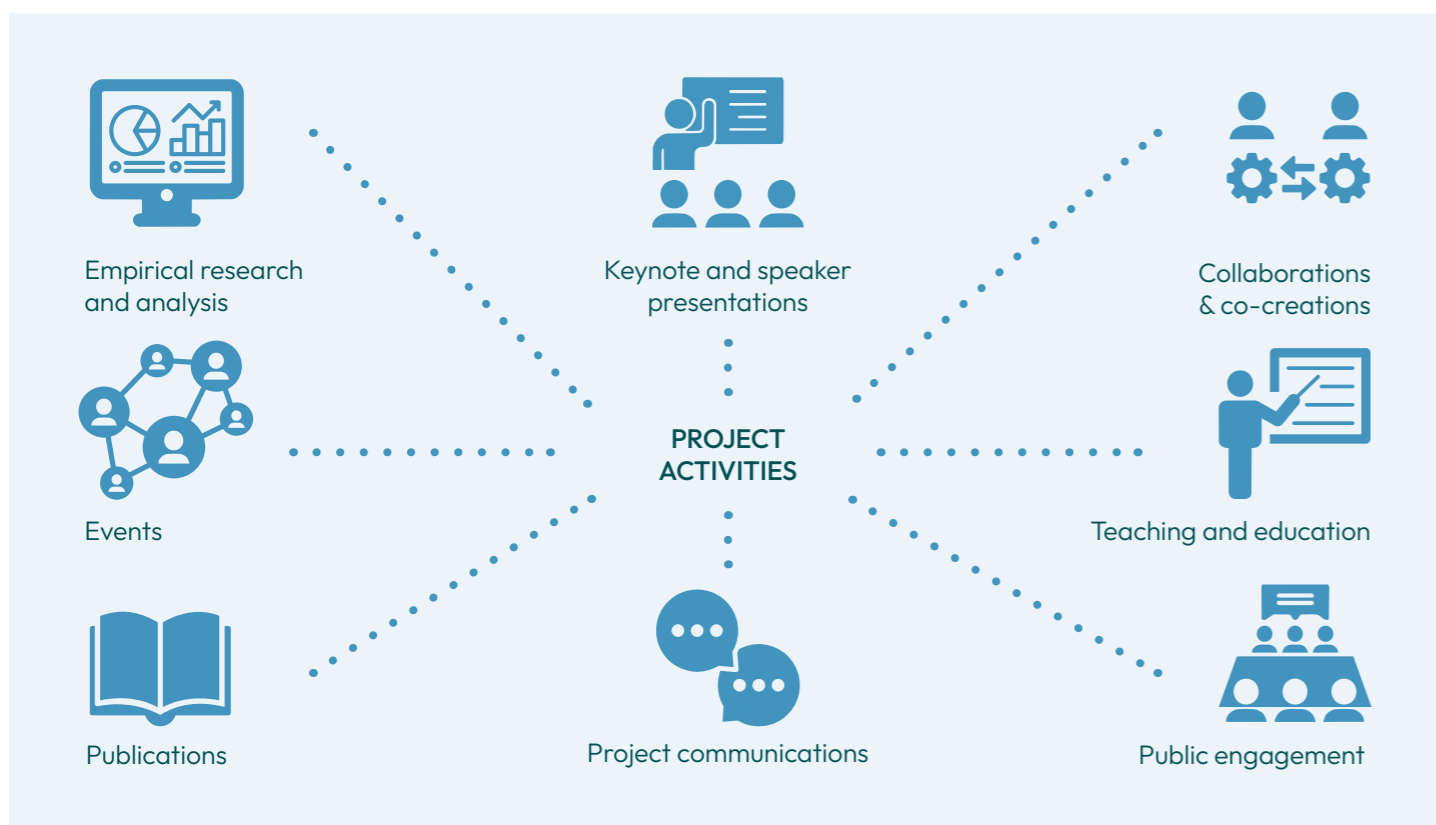 Empirical research
and analysis
Keynote and speaker
presentations
Collaborations
& co-creations
PROJECT
ACTIVITIES
Events
Teaching and education
Publications
Project communications
Public engagement